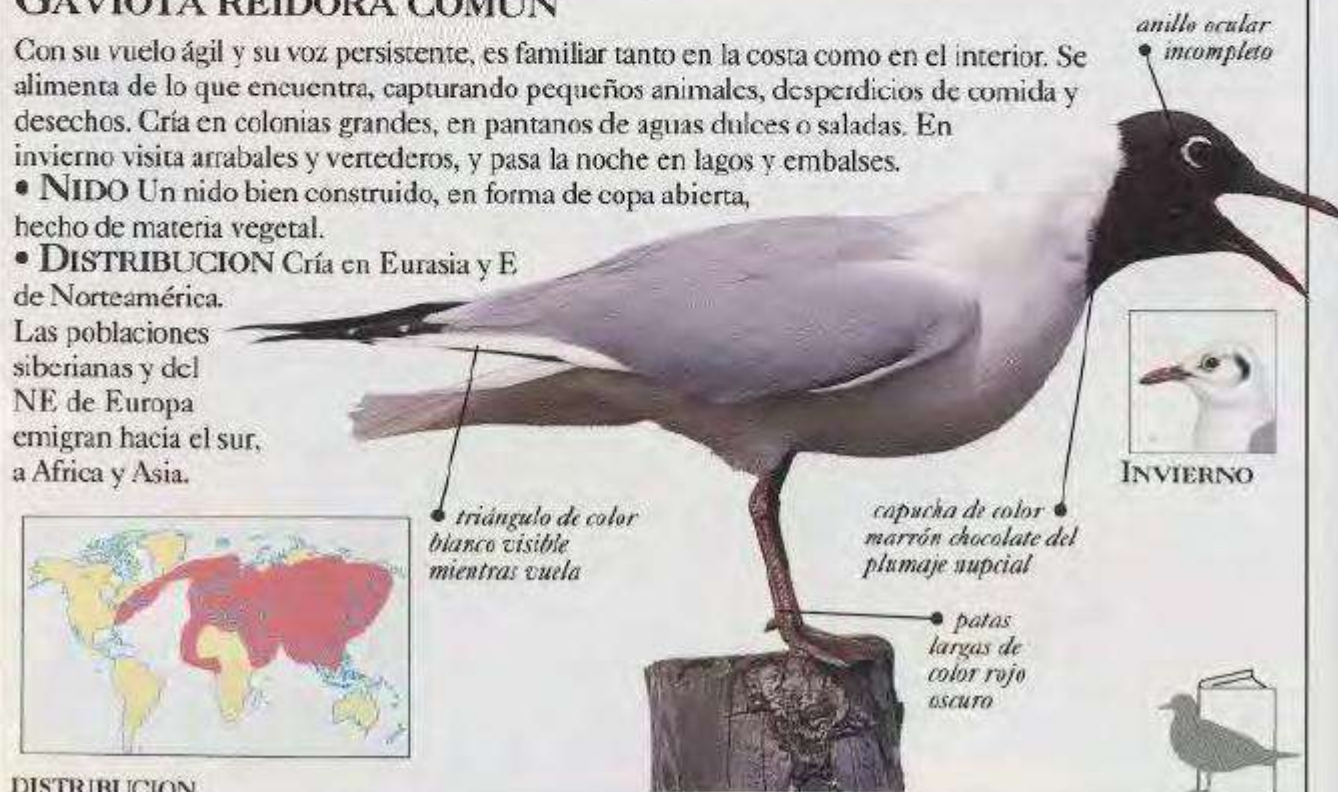 GAVIOTA REIDORA COMÚN
Con su vuelo ágil y su voz persistente, es familiar tanto en la costa como en el interior. Se
alimenta de lo que encuentra, capturando pequeños animales, desperdicios de comida y
desechos. Cría en colonias grandes, en pantanos de aguas dulces o saladas. En
invierno visita arrabales y vertederos, y pasa la noche en lagos y embalses.
• NIDO Un nido bien construido, en forma de copa abierta,
hecho de materia vegetal.
• DISTRIBUCION Cría en Eurasia y E
de Norteamérica.
Las poblaciones
siberianas y del
NE de Europa
emigran hacia el sur,
a Africa y Asia.
anillo ocular
incompleto
INVIERNO
triángulo de color
blanco visible
mientras vuela
capucha de color
marrón chocolate del
plumaje nupcial
patas
largas de
color rojo
oscuro
DISTRIBUCION